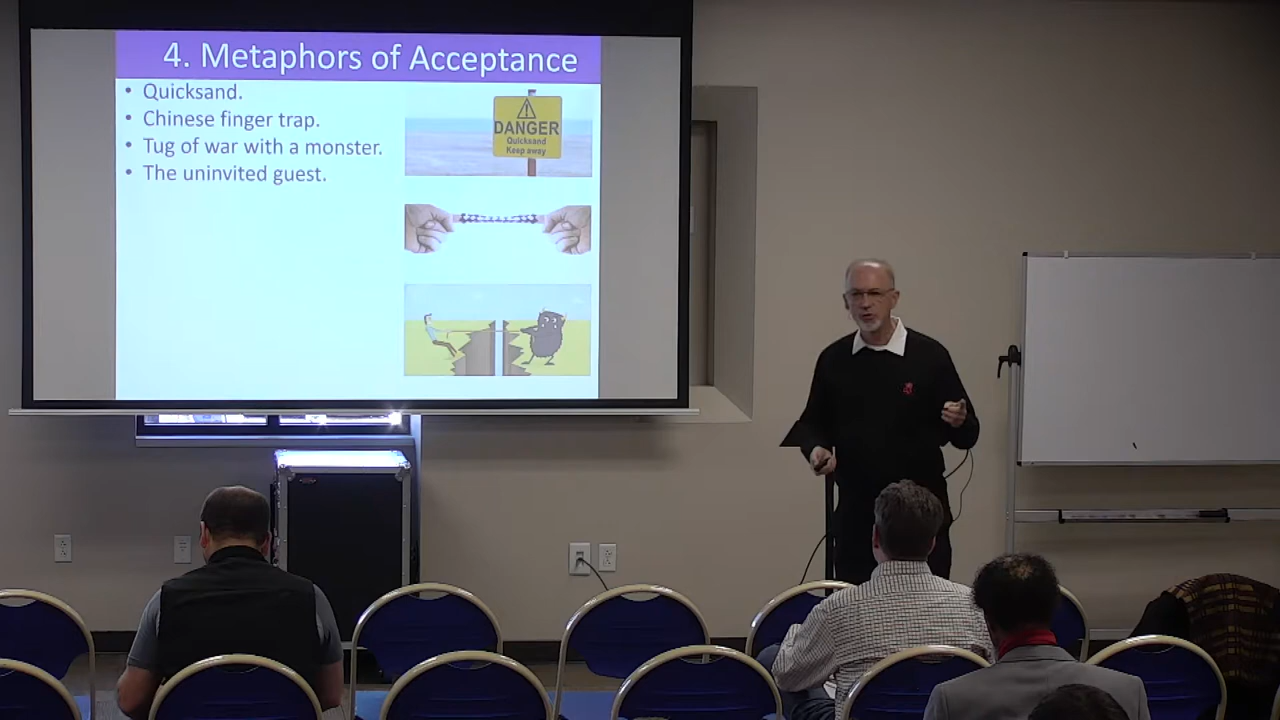 4. Metaphors of Acceptance
• Quicksand.
• Chinese finger trap.
• Tug of war with a monster.
• The uninvited guest.
DANGER
Quicksand
Keep away